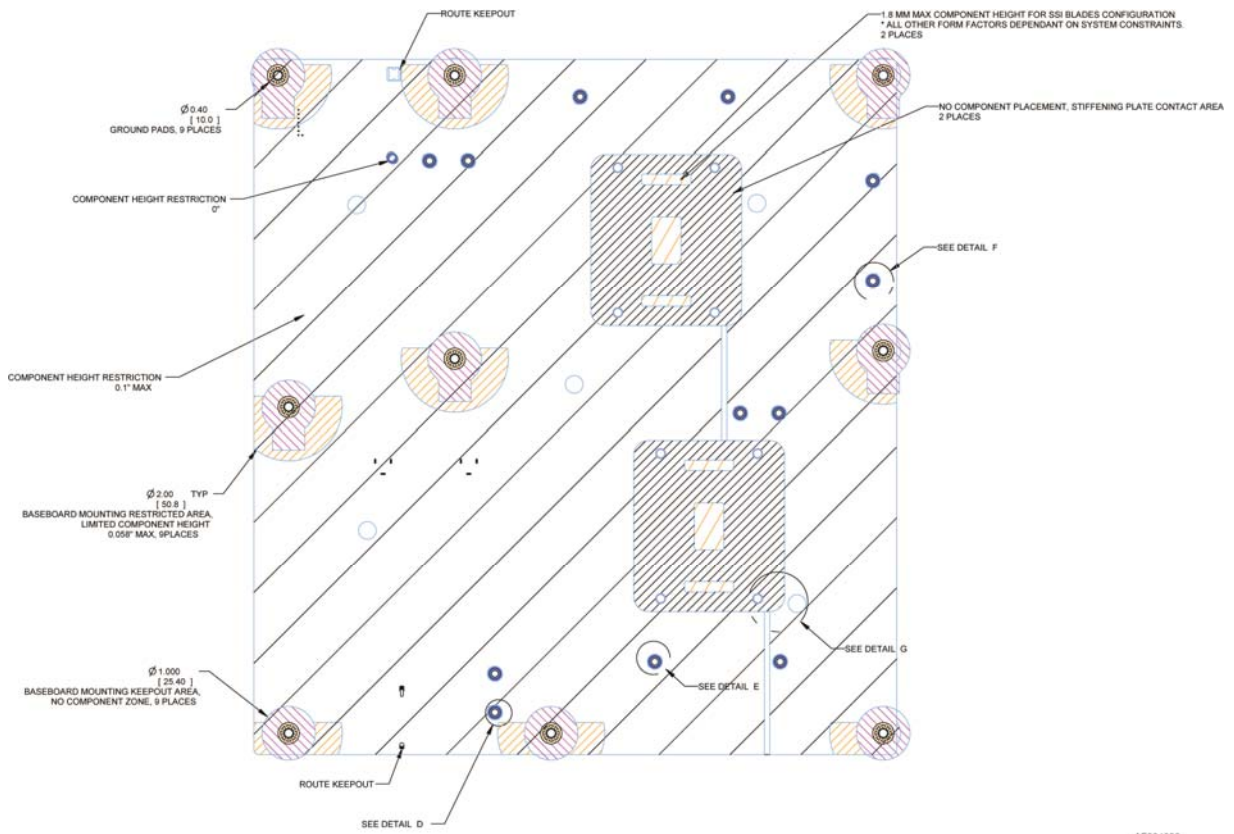 ROUTE KEEPOUT
1.8 MM MAX COMPONENT HEIGHT FOR SSI BLADES CONFIGURATION
* ALL OTHER FORM FACTORS DEPENDANT ON SYSTEM CONSTRAINTS.
2 PLACES
Ø 0.40
[ 10.0 ]
GROUND PADS, 9 PLACES
NO COMPONENT PLACEMENT, STIFFENING PLATE CONTACT AREA
2 PLACES
COMPONENT HEIGHT RESTRICTION
0"
SEE DETAIL F
COMPONENT HEIGHT RESTRICTION
0.1" MAX
Ø 2.00 TYP
[ 50.8 ]
BASEBOARD MOUNTING RESTRICTED AREA,
LIMITED COMPONENT HEIGHT
0.058" MAX, 9PLACES
SEE DETAIL G
Ø 1.000
[ 25.40 ]
BASEBOARD MOUNTING KEEPOUT AREA,
NO COMPONENT ZONE, 9 PLACES
SEE DETAIL E
ROUTE KEEPOUT
SEE DETAIL D